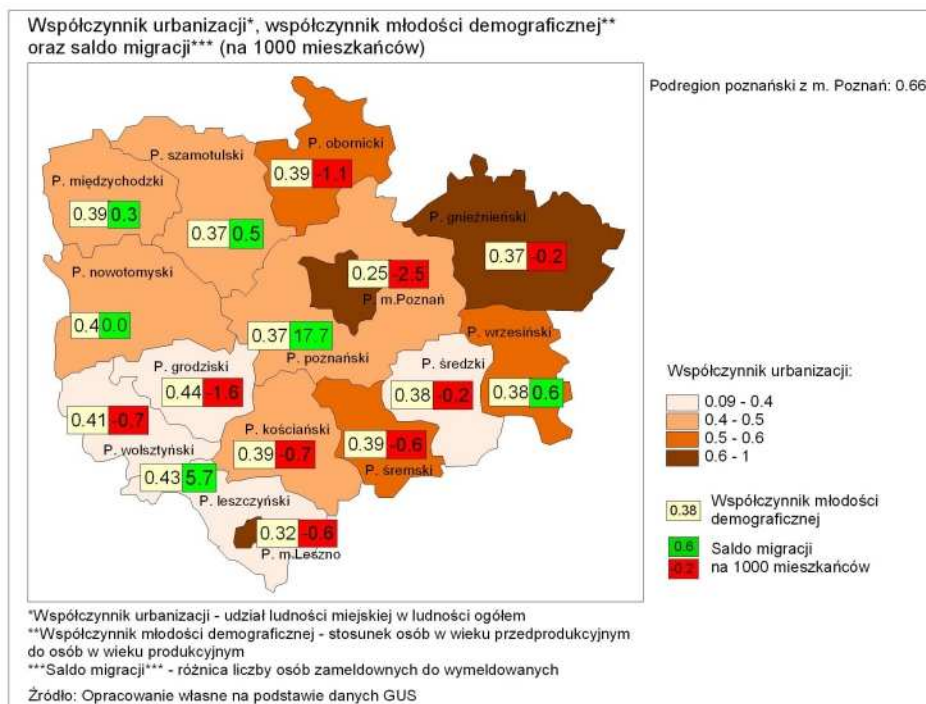 Współczynnik urbanizacji*, współczynnik młodości demograficznej**
oraz saldo migracji*** (na 1000 mieszkańców)
Podregion poznański z m. Poznań: 0.66
P. obornicki
0.39 -1.1
P. szamotulski
0.37 0.5
P. międzychodzki
0.39 0.3
P. gnieźnieński
0.37 -0.2
P. nowotomyski
0.4 0.0
0.25 -2.5
P. m.Poznań
0.37 17.7
P. poznański
P. wrzesiński
0.38 0.6
P. średzki
0.38 -0.2
P. grodziski
0.44 -1.6
0.41 -0.7
P. wolsztyński
P. kościański
0.39 -0.7
0.39 -0.6
P. śremski
0.43 5.7
P. leszczyński
0.32 -0.6
P. m.Leszno
Współczynnik urbanizacji:
0.09 - 0.4
0.4 - 0.5
0.5 - 0.6
0.6 - 1
0.38
Współczynnik młodości
demograficznej
0.6
-0.2
Saldo migracji
na 1000 mieszkańców
*Współczynnik urbanizacji - udział ludności miejskiej w ludności ogółem
**Współczynnik młodości demograficznej - stosunek osób w wieku przedprodukcyjnym
do osób w wieku produkcyjnym
***Saldo migracji*** - różnica liczby osób zameldownych do wymeldowanych
Źródło: Opracowanie własne na podstawie danych GUS